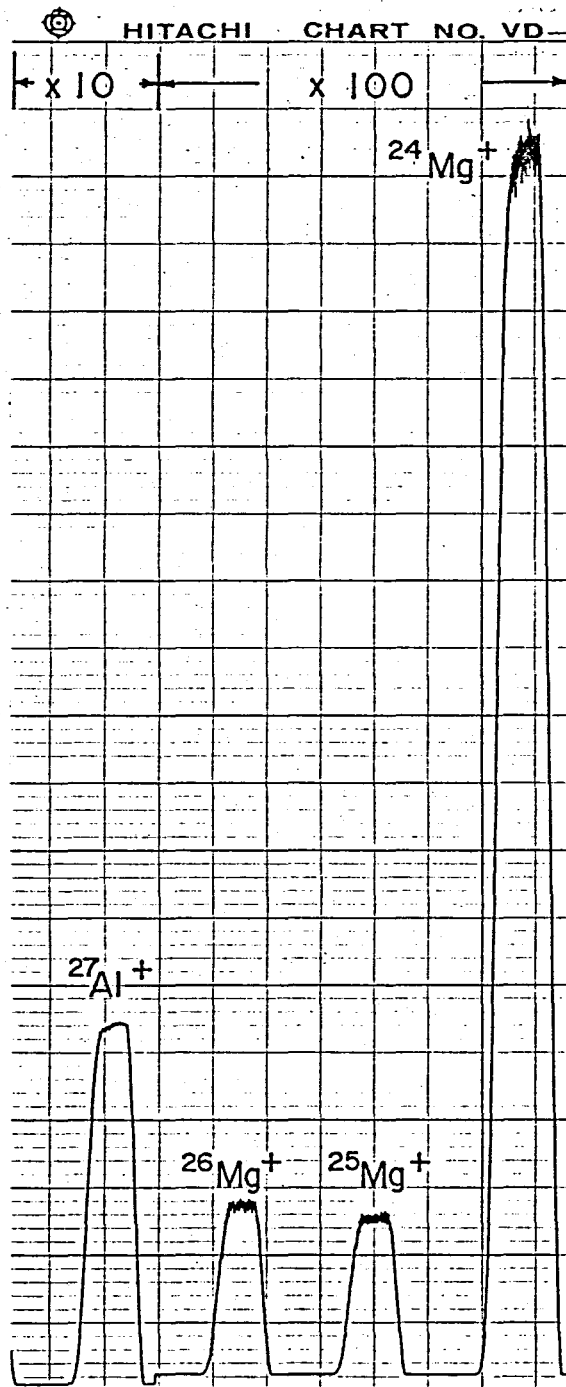 HITACHI CHART NO. VD—
x 10 x 100
²⁴Mg⁺
²⁷Al⁺
²⁶Mg⁺ ²⁵Mg⁺